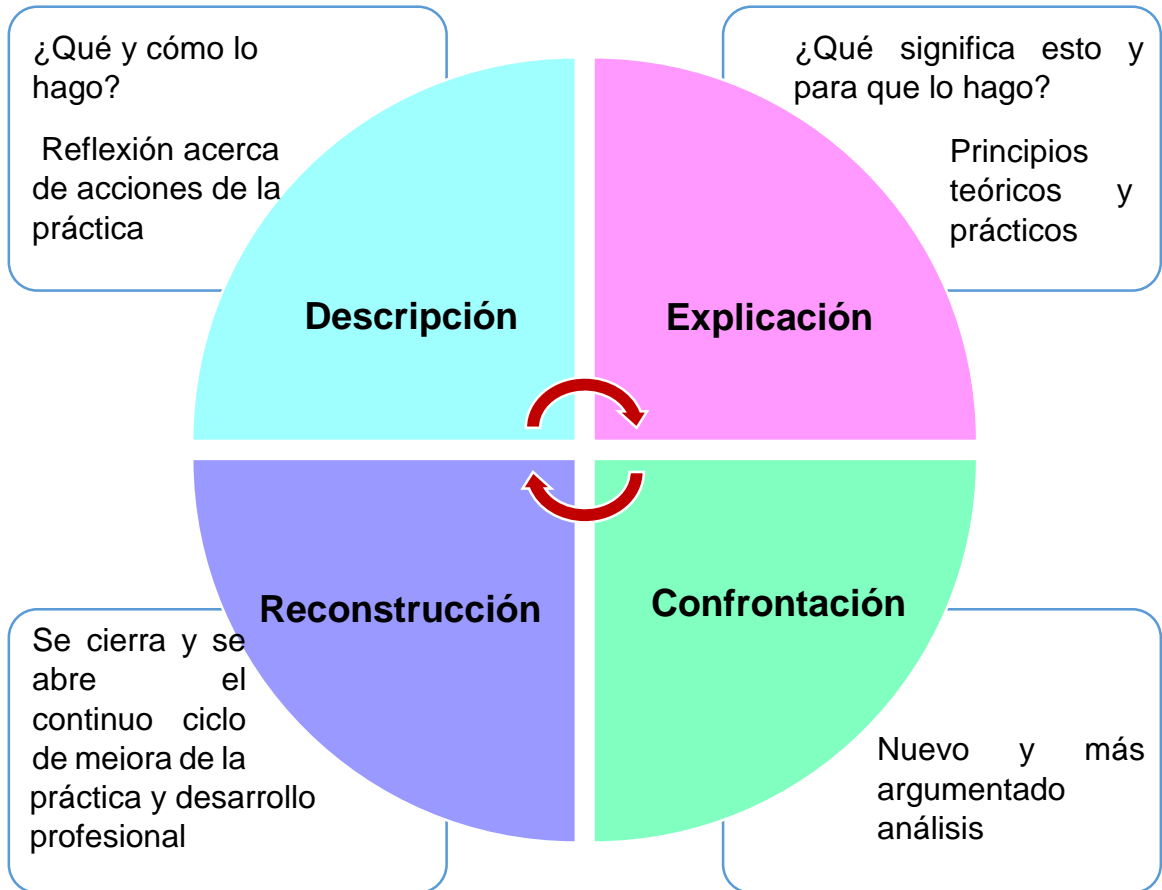 ¿Qué y cómo lo
hago?
Reflexión acerca
de acciones de la
práctica
¿Qué significa esto y
para que lo hago?
Principios
teóricos y
prácticos
Descripción
Explicación
Reconstrucción
Confrontación
Se cierra y se
abre el
continuo ciclo
de mejora de la
práctica y desarrollo
profesional
Nuevo y más
argumentado
análisis